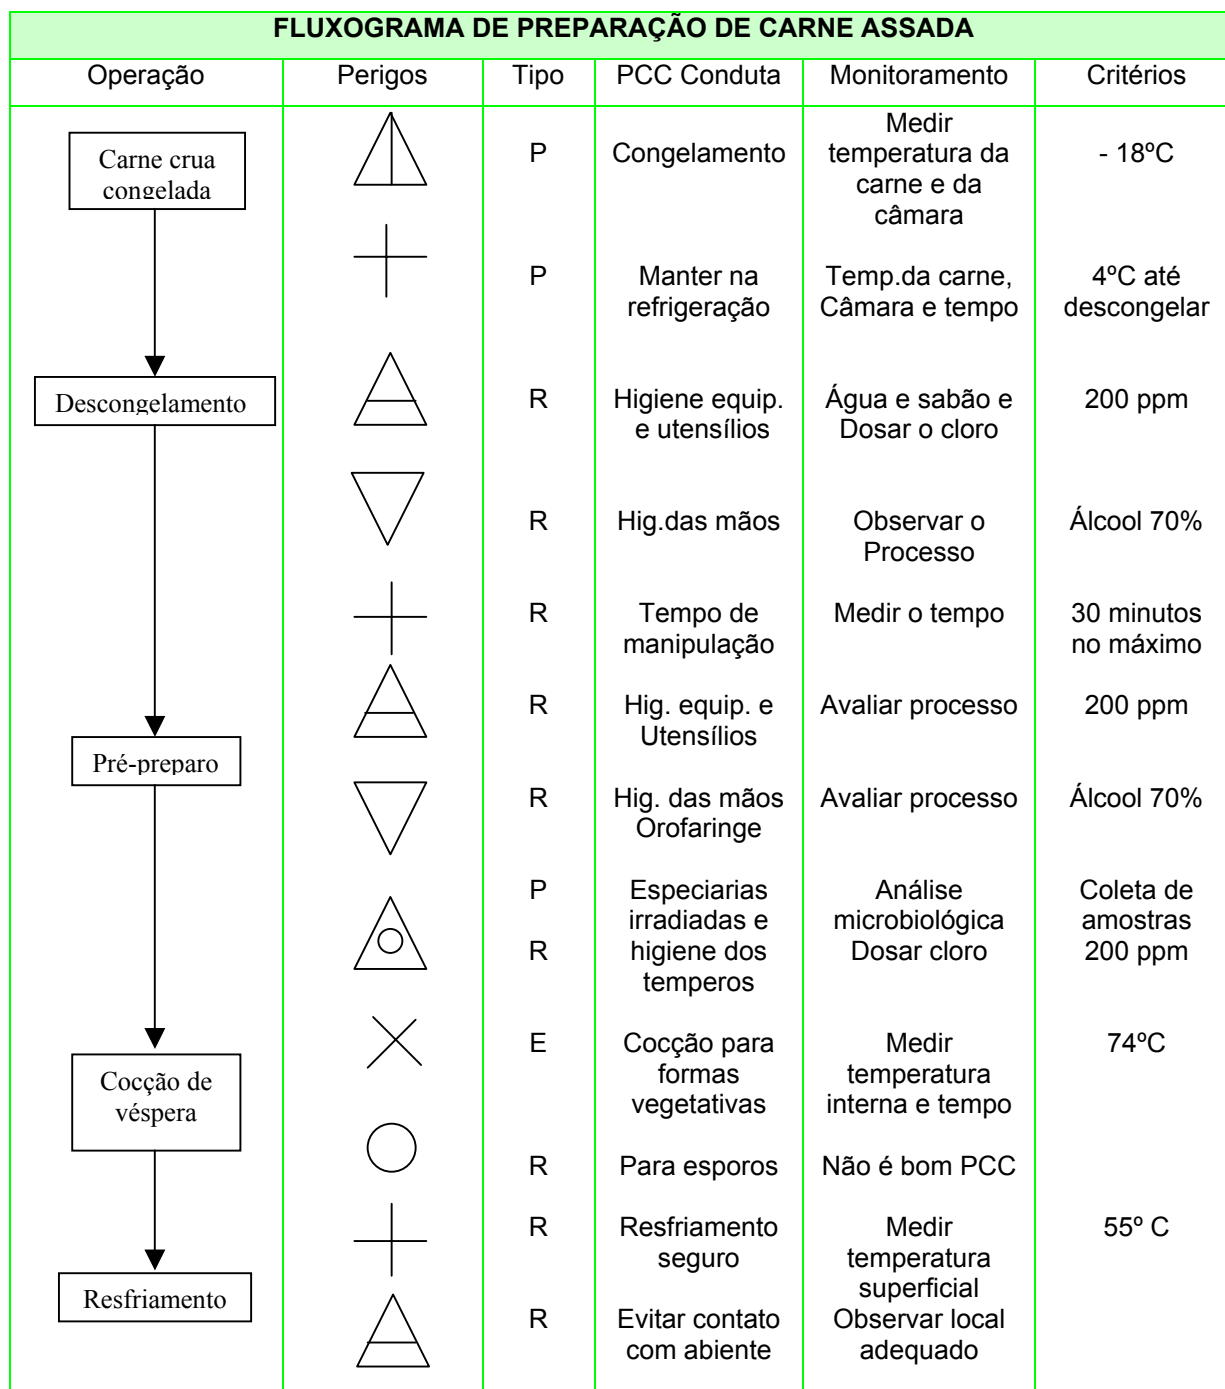 FLUXOGRAMA DE PREPARAÇÃO DE CARNE ASSADA
Operação Perigos Tipo PCC Conduta Monitoramento Critérios
Carne crua
congelada
P
Congelamento
Medir
temperatura da
carne e da
câmara
- 18ºC
P
Manter na
refrigeração
Temp.da carne,
Câmara e tempo
4ºC até
descongelar
Descongelamento
R
Higiene equip.
e utensílios
Água e sabão e
Dosar o cloro
200 ppm
R
Hig.das mãos
Observar o
Processo
Álcool 70%
R
Tempo de
manipulação
Medir o tempo
30 minutos
no máximo
Pré-preparo
R
Hig. equip. e
Utensílios
Avaliar processo
200 ppm
R
Hig. das mãos
Orofaringe
Avaliar processo
Álcool 70%
P
R
Especiarias
irradiadas e
higiene dos
temperos
Análise
microbiológica
Dosar cloro
Coleta de
amostras
200 ppm
Cocção de
véspera
E
Cocção para
formas
vegetativas
Medir
temperatura
interna e tempo
74ºC
R
Para esporos
Não é bom PCC
Resfriamento
R
Resfriamento
seguro
Medir
temperatura
superficial
55º C
R
Evitar contato
com abiente
Observar local
adequado